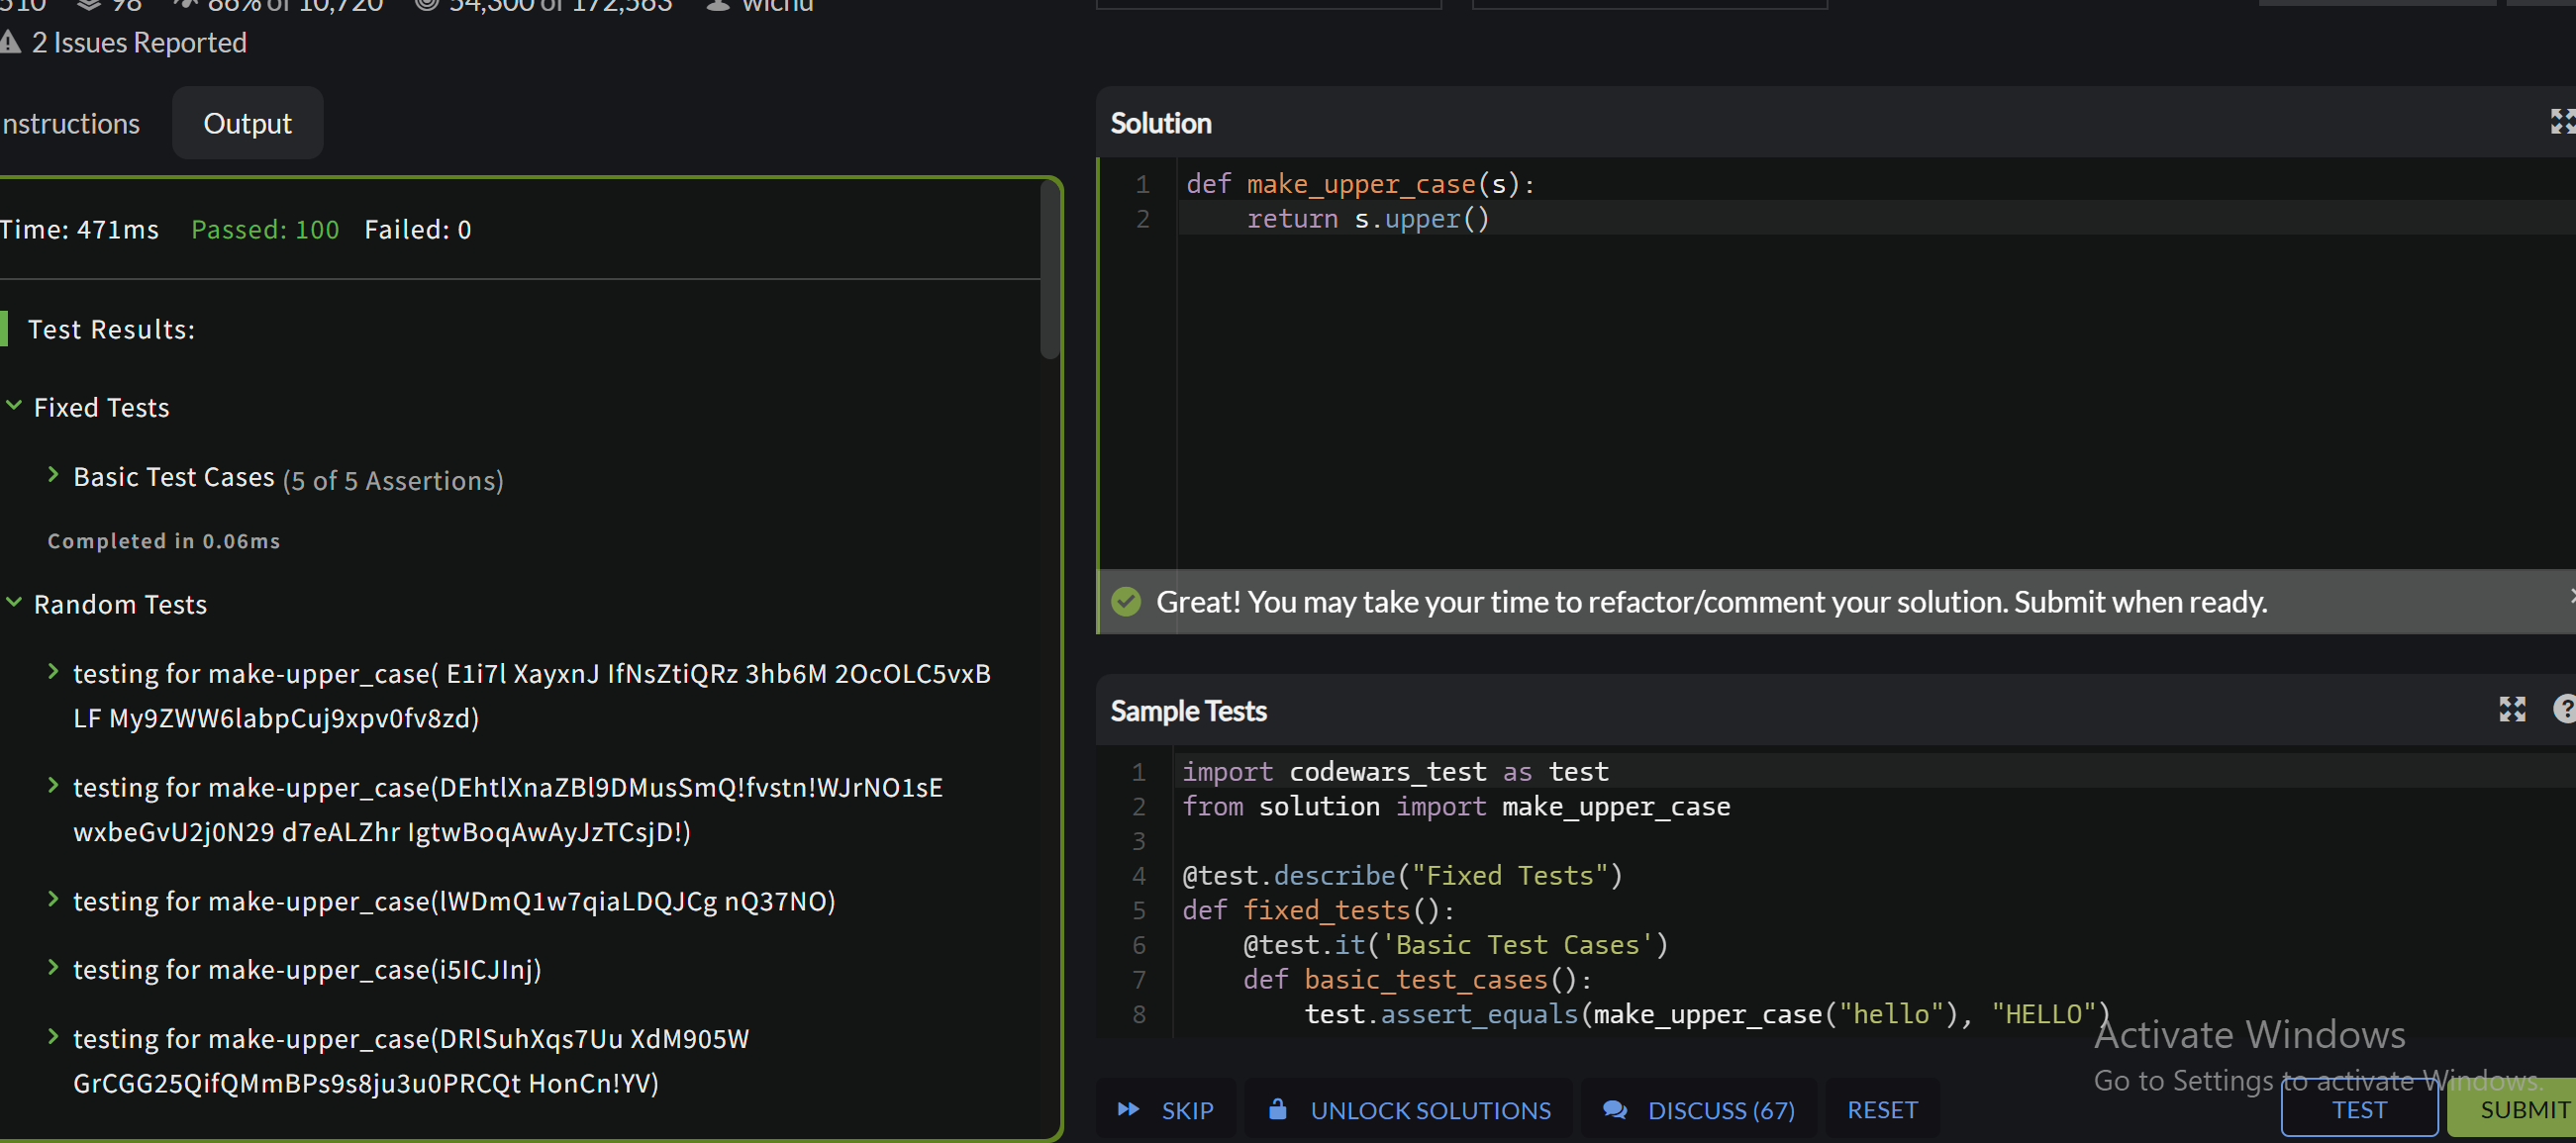 510 98 86% of 10,720 54,300 of 172,563 wichu
2 Issues Reported
nstructions Output
Time: 471ms Passed: 100 Failed: 0
Test Results:
Fixed Tests
Basic Test Cases (5 of 5 Assertions)
Completed in 0.06ms
Random Tests
testing for make-upper_case( E1i7l XayxnJ IfNsZtiQRz 3hb6M 2OcOLC5vxB
LF My9ZWW6labpCuj9xpv0fv8zd)
testing for make-upper_case(DEhtlXnaZBl9DMusSmQ!fvstn!WJrNO1sE
wxbeGvU2j0N29 d7eALZhr IgtwBoqAwAyJzTCsjD!)
testing for make-upper_case(lWDmQ1w7qiaLDQJCg nQ37NO)
testing for make-upper_case(i5ICJInj)
testing for make-upper_case(DRlSuhXqs7Uu XdM905W
GrCGG25QifQMmBPs9s8ju3u0PRCQt HonCn!YV)
Solution
1 def make_upper_case(s):
2     return s.upper()
Great! You may take your time to refactor/comment your solution. Submit when ready.
Sample Tests
1 import codewars_test as test
2 from solution import make_upper_case
3
4 @test.describe("Fixed Tests")
5 def fixed_tests():
6     @test.it('Basic Test Cases')
7     def basic_test_cases():
8         test.assert_equals(make_upper_case("hello"), "HELLO")
Activate Windows
Go to Settings to activate Windows.
SKIP UNLOCK SOLUTIONS DISCUSS (67) RESET TEST SUBMIT